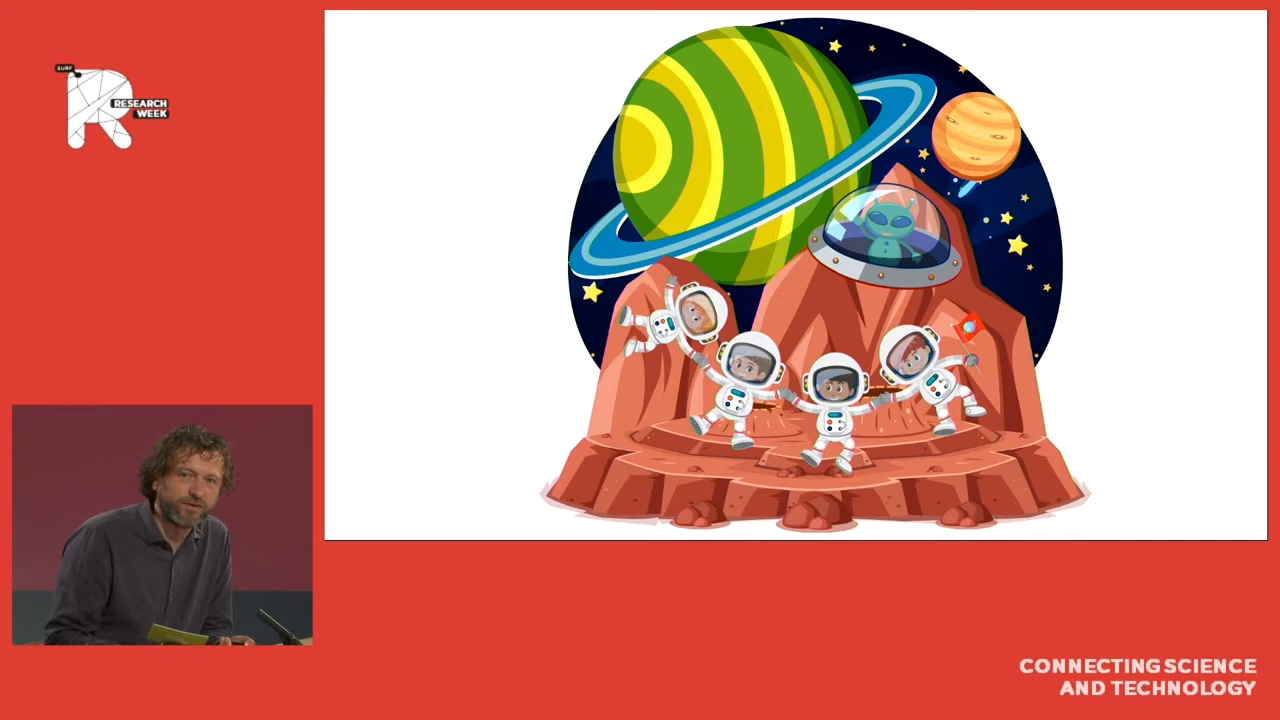 SURF
RESEARCH
WEEK
CONNECTING SCIENCE
AND TECHNOLOGY